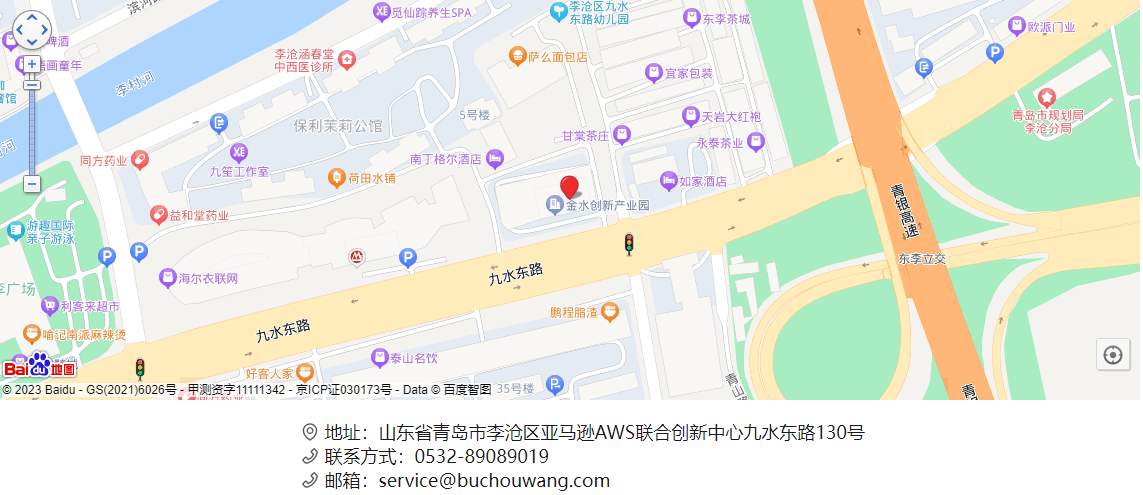 滨河路
觅仙踪养生SPA
李沧区九水
东路幼儿园
东李茶城
欧派门业
啤酒
描画童年
李沧涵春堂
中西医诊所
萨么面包店
宜家包装
李村河
5号楼
天岩大红袍
青岛市规划局
李沧分局
保利茉莉公馆
甘棠茶庄
永泰茶业
同方药业
九笙工作室
南丁格尔酒店
荷田水铺
如家酒店
益和堂药业
金水创新产业园
青银高速
游趣国际
亲子游泳
九水东路
东李立交
海尔衣联网
李广场
利客来超市
鹏程脂渣
九水东路
喻记南派麻辣烫
泰山名饮
好客人家
35号楼
青山路
青银高速
Bai du 地图
© 2023 Baidu - GS(2021)6026号 - 甲测资字11111342 - 京ICP证030173号 - Data © 百度智图
地址：山东省青岛市李沧区亚马逊AWS联合创新中心九水东路130号
联系方式：0532-89089019
邮箱：service@buchouwang.com